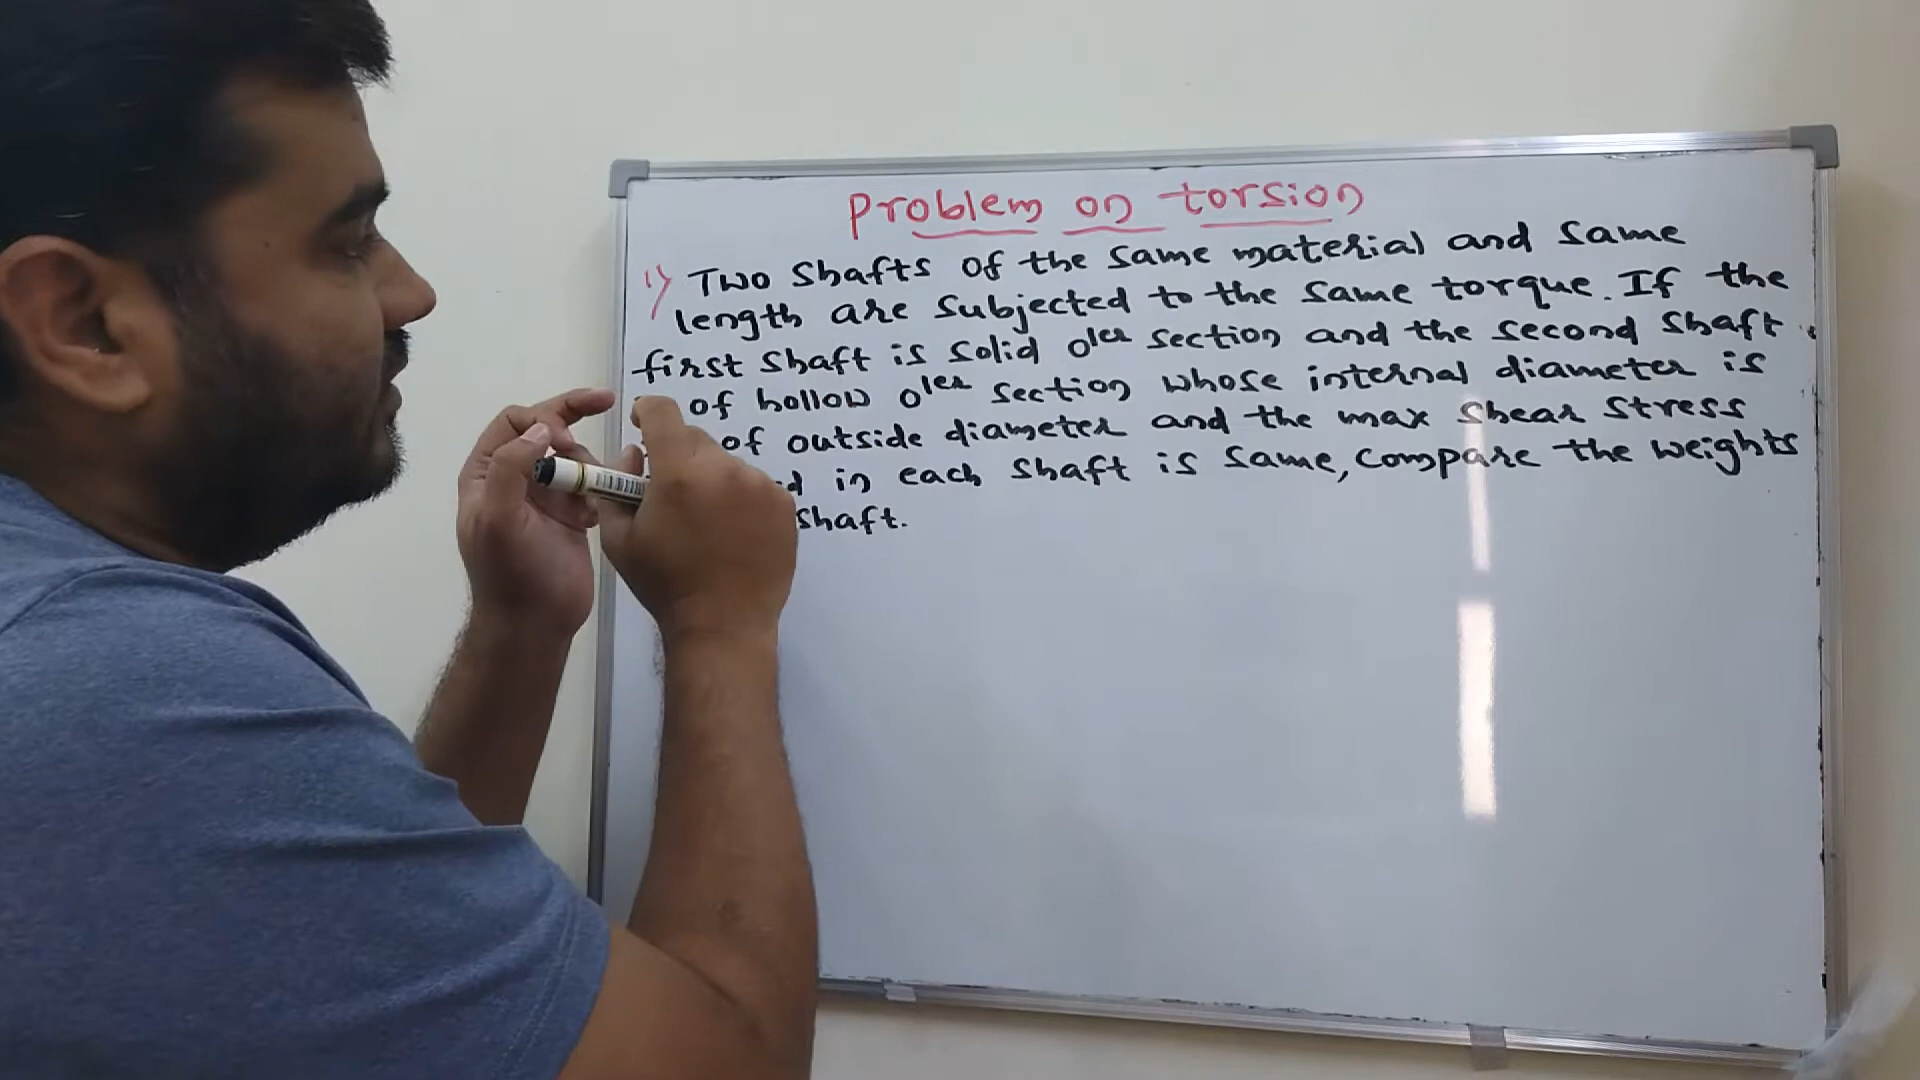 Problem on torsion
1) Two shafts of the same material and same
length are subjected to the same torque. If the
first shaft is solid oler section and the second shaft
of hollow oler section whose internal diameter is
of outside diameter and the max shear stress
in each shaft is same, compare the weights
shaft.